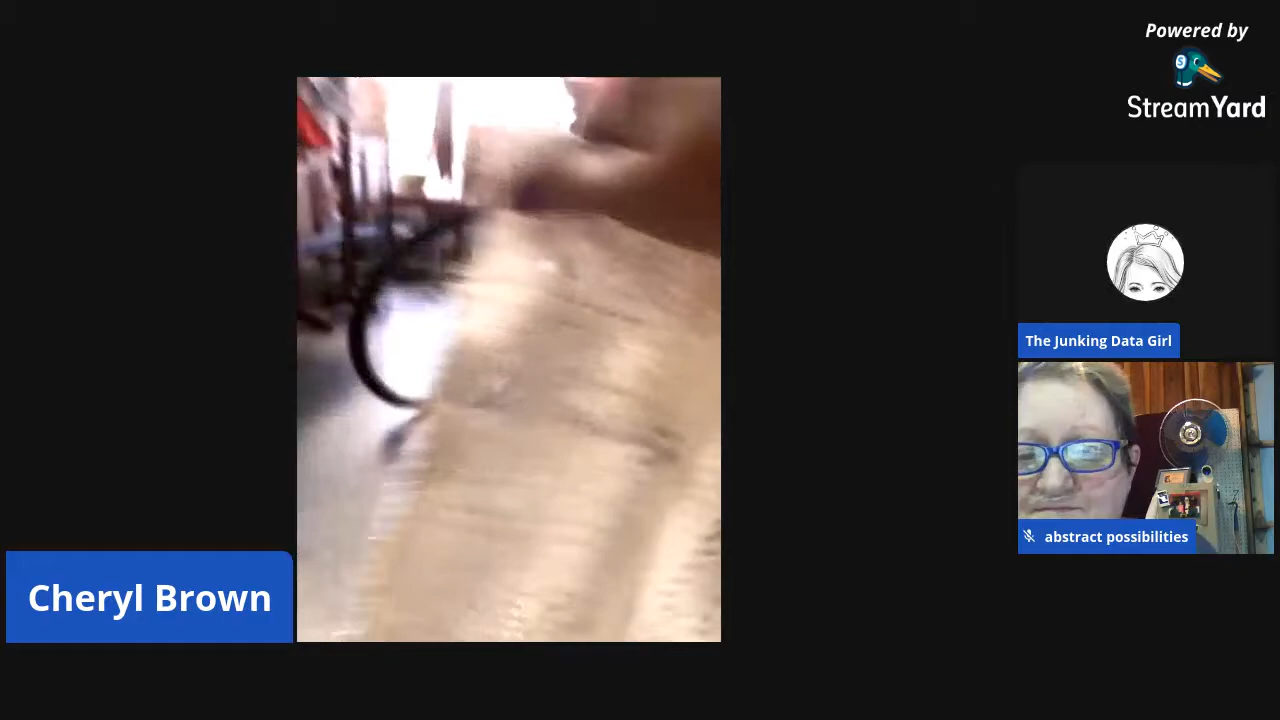 Powered by
StreamYard
The Junking Data Girl
abstract possibilities
Cheryl Brown